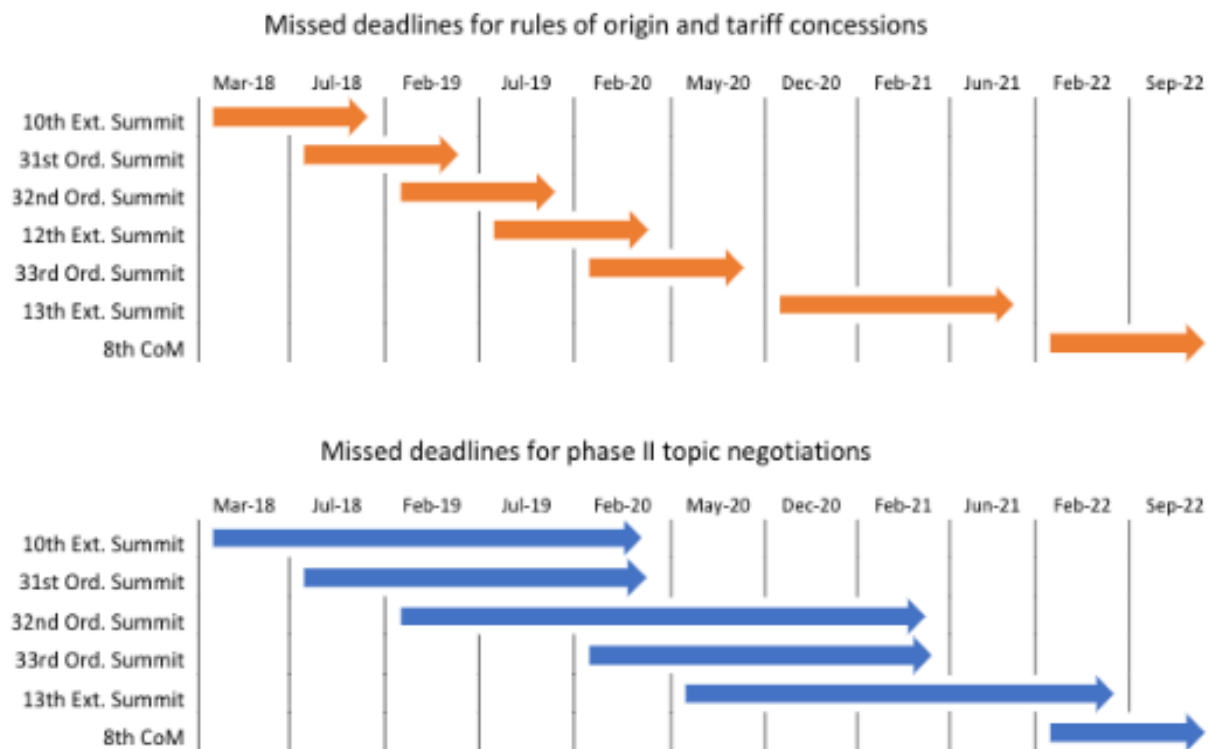 Missed deadlines for rules of origin and tariff concessions
Mar-18 Jul-18 Feb-19 Jul-19 Feb-20 May-20 Dec-20 Feb-21 Jun-21 Feb-22 Sep-22
10th Ext. Summit
31st Ord. Summit
32nd Ord. Summit
12th Ext. Summit
33rd Ord. Summit
13th Ext. Summit
8th CoM
Missed deadlines for phase II topic negotiations
Mar-18 Jul-18 Feb-19 Jul-19 Feb-20 May-20 Dec-20 Feb-21 Jun-21 Feb-22 Sep-22
10th Ext. Summit
31st Ord. Summit
32nd Ord. Summit
33rd Ord. Summit
13th Ext. Summit
8th CoM